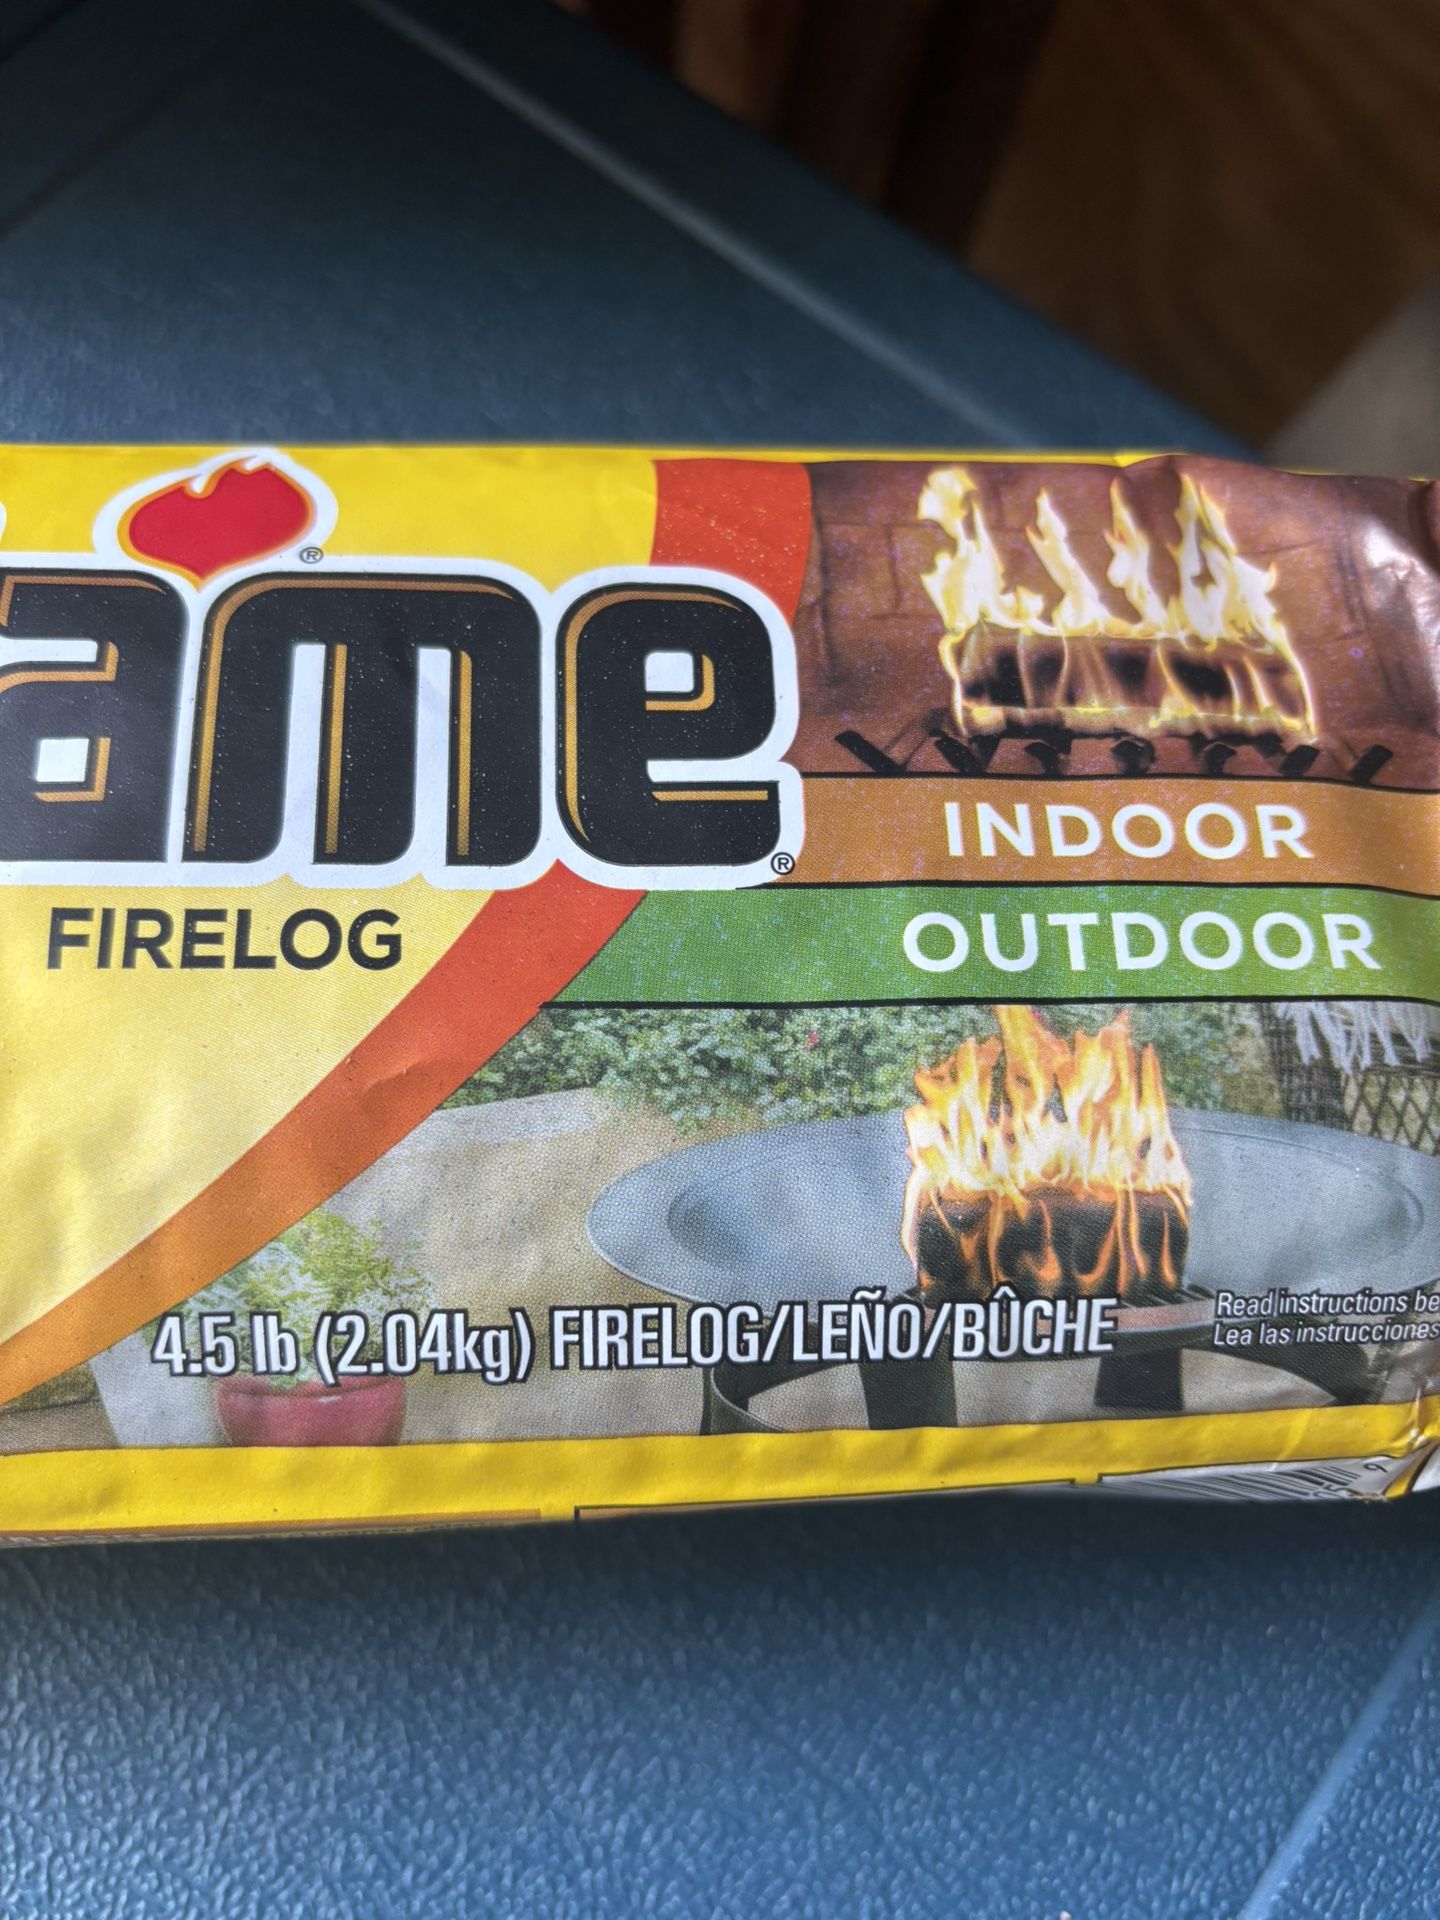 ame®
FIRELOG
INDOOR
OUTDOOR
4.5 lb (2.04kg) FIRELOG/LEÑO/BÛCHE
Read instructions be
Lea las instrucciones